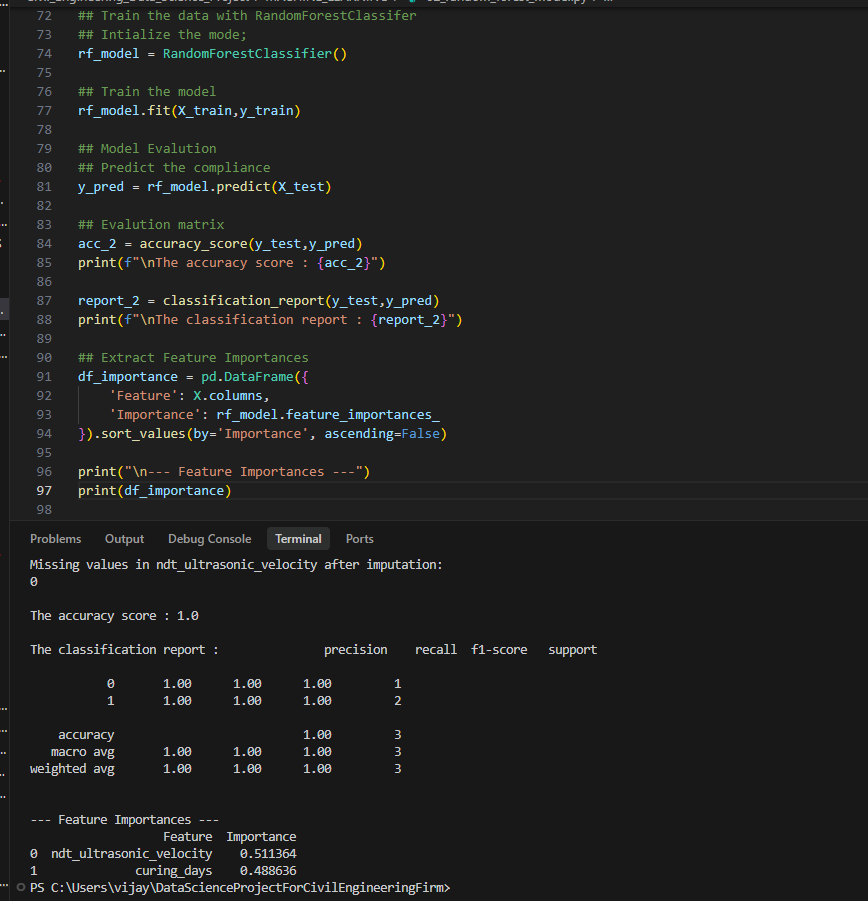 72 ## Train the data with RandomForestClassifer
73 ## Intialize the mode;
74 rf_model = RandomForestClassifier()
75
76 ## Train the model
77 rf_model.fit(X_train,y_train)
78
79 ## Model Evalution
80 ## Predict the compliance
81 y_pred = rf_model.predict(X_test)
82
83 ## Evalution matrix
84 acc_2 = accuracy_score(y_test,y_pred)
85 print(f"\nThe accuracy score : {acc_2}")
86
87 report_2 = classification_report(y_test,y_pred)
88 print(f"\nThe classification report : {report_2}")
89
90 ## Extract Feature Importances
91 df_importance = pd.DataFrame({
92     'Feature': X.columns,
93     'Importance': rf_model.feature_importances_
94 }).sort_values(by='Importance', ascending=False)
95
96 print("\n--- Feature Importances ---")
97 print(df_importance)
98
Problems Output Debug Console Terminal Ports
Missing values in ndt_ultrasonic_velocity after imputation:
0
The accuracy score : 1.0
The classification report :               precision    recall  f1-score   support
           0       1.00      1.00      1.00         1
           1       1.00      1.00      1.00         2
    accuracy                           1.00         3
   macro avg       1.00      1.00      1.00         3
weighted avg       1.00      1.00      1.00         3
--- Feature Importances ---
                   Feature  Importance
0  ndt_ultrasonic_velocity    0.511364
1              curing_days    0.488636
PS C:\Users\vijay\DataScienceProjectForCivilEngineeringFirm>